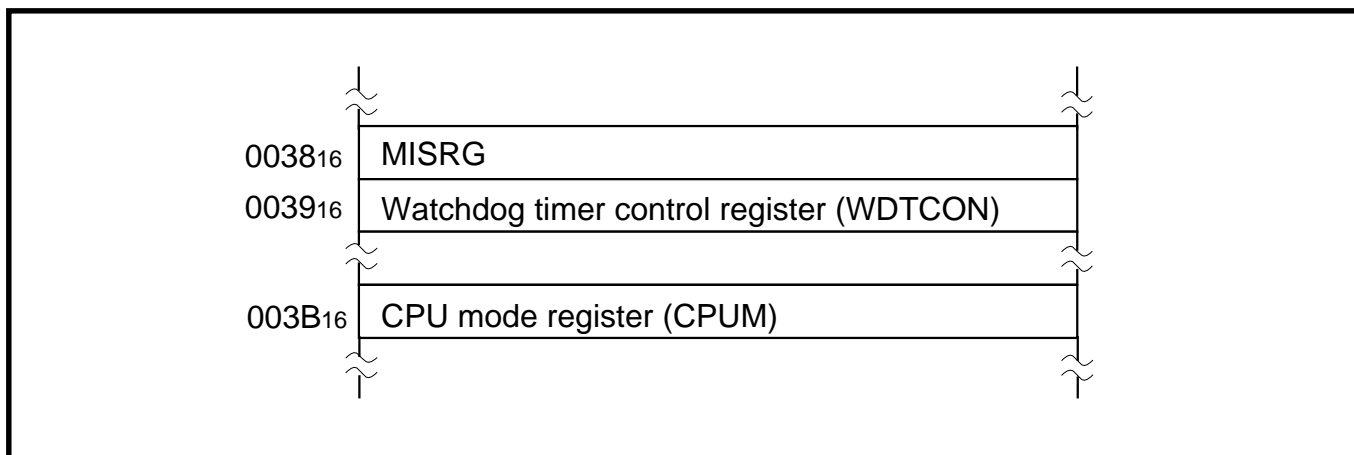 0038₁₆ MISRG
0039₁₆ Watchdog timer control register (WDTCON)
003B₁₆ CPU mode register (CPUM)